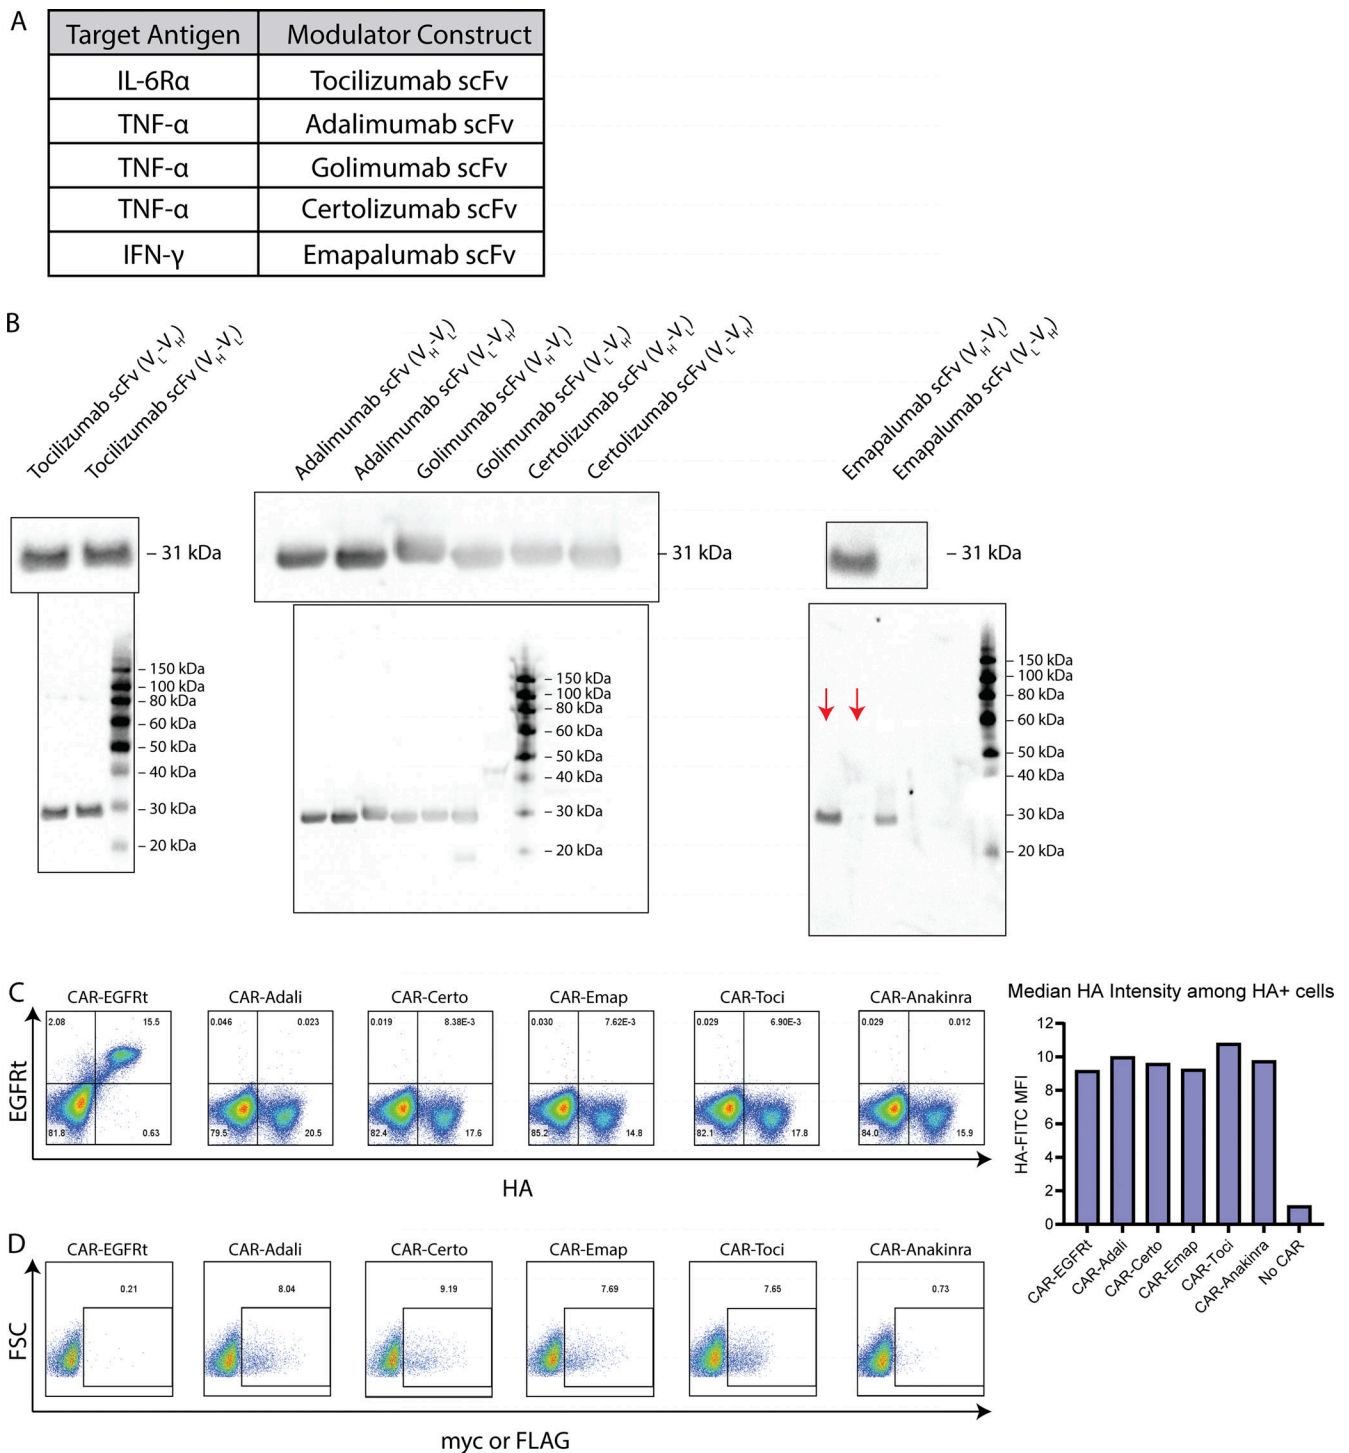 A
Target Antigen Modulator Construct
IL-6Rα Tocilizumab scFv
TNF-α Adalimumab scFv
TNF-α Golimumab scFv
TNF-α Certolizumab scFv
IFN-γ Emapalumab scFv
B
Tocilizumab scFv (VL-VH)
Tocilizumab scFv (VH-VL)
Adalimumab scFv (VH-VL)
Adalimumab scFv (VL-VH)
Golimumab scFv (VH-VL)
Golimumab scFv (VL-VH)
Certolizumab scFv (VH-VL)
Certolizumab scFv (VL-VH)
Emapalumab scFv (VH-VL)
Emapalumab scFv (VL-VH)
– 31 kDa
– 31 kDa
– 31 kDa
– 150 kDa
– 100 kDa
– 80 kDa
– 60 kDa
– 50 kDa
– 40 kDa
– 30 kDa
– 20 kDa
– 150 kDa
– 100 kDa
– 80 kDa
– 60 kDa
– 50 kDa
– 40 kDa
– 30 kDa
– 20 kDa
– 150 kDa
– 100 kDa
– 80 kDa
– 60 kDa
– 50 kDa
– 40 kDa
– 30 kDa
– 20 kDa
C
CAR-EGFRt CAR-Adali CAR-Certo CAR-Emap CAR-Toci CAR-Anakinra
2.08 15.5 0.046 0.023 0.019 8.38E-3 0.030 7.62E-3 0.029 6.90E-3 0.029 0.012
81.8 0.63 79.5 20.5 82.4 17.6 85.2 14.8 82.1 17.8 84.0 15.9
EGFRt
HA
Median HA Intensity among HA+ cells
HA-FITC MFI
12
10
8
6
4
2
0
CAR-EGFRt
CAR-Adali
CAR-Certo
CAR-Emap
CAR-Toci
CAR-Anakinra
No CAR
D
CAR-EGFRt CAR-Adali CAR-Certo CAR-Emap CAR-Toci CAR-Anakinra
0.21 8.04 9.19 7.69 7.65 0.73
FSC
myc or FLAG